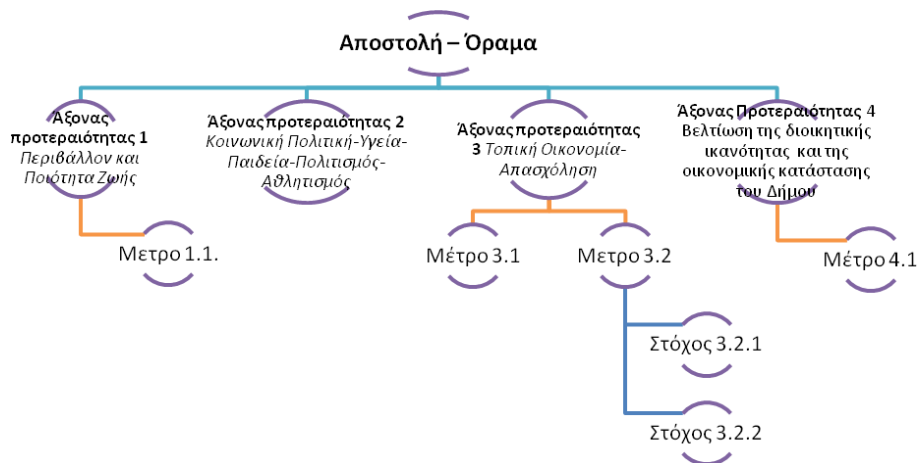 Αποστολή – Όραμα
Άξονας
προτεραιότητας 1
Περιβάλλον και
Ποιότητα Ζωής
Άξονας προτεραιότητας 2
Κοινωνική Πολιτική-Υγεία-
Παιδεία-Πολιτισμός-
Αθλητισμός
Άξονας προτεραιότητας
3 Τοπική Οικονομία-
Απασχόληση
Άξονας Προτεραιότητας 4
Βελτίωση της διοικητικής
ικανότητας και της
οικονομικής κατάστασης
του Δήμου
Μετρο 1.1.
Μέτρο 3.1
Μετρο 3.2
Μέτρο 4.1
Στόχος 3.2.1
Στόχος 3.2.2